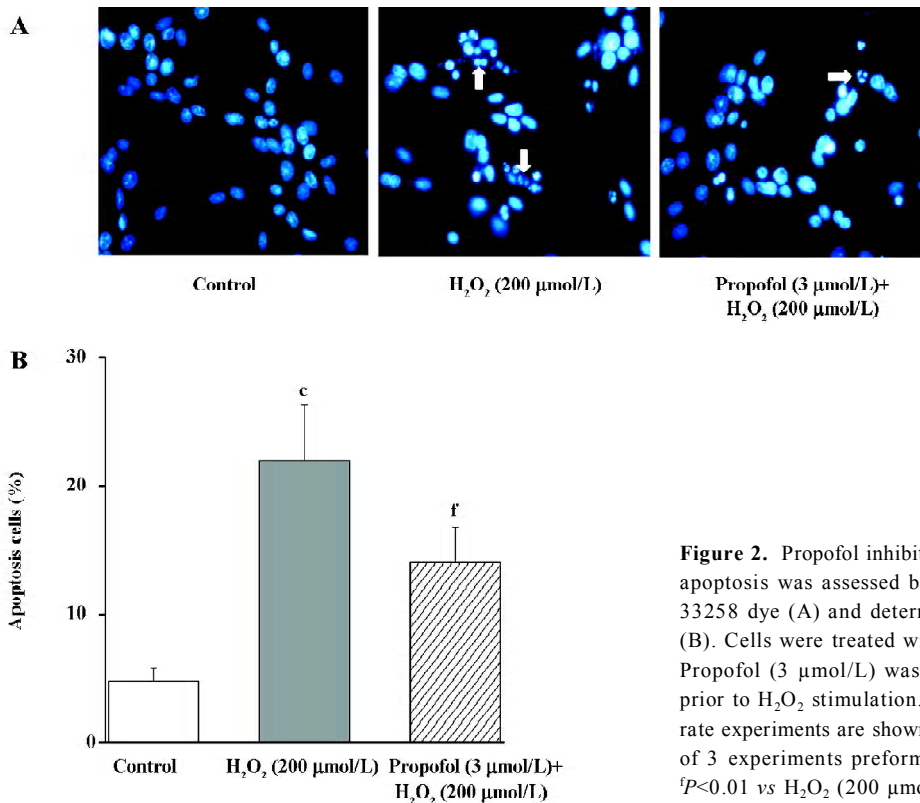 A
Control
H₂O₂ (200 μmol/L)
Propofol (3 μmol/L)+
H₂O₂ (200 μmol/L)
B
30
20
10
0
Apoptosis cells (%)
c
f
Control
H₂O₂ (200 μmol/L)
Propofol (3 μmol/L)+
H₂O₂ (200 μmol/L)
Figure 2. Propofol inhibit
apoptosis was assessed b
33258 dye (A) and deter
(B). Cells were treated w
Propofol (3 μmol/L) was
prior to H₂O₂ stimulation.
rate experiments are shown
of 3 experiments preform
ᶠP<0.01 vs H₂O₂ (200 μmo